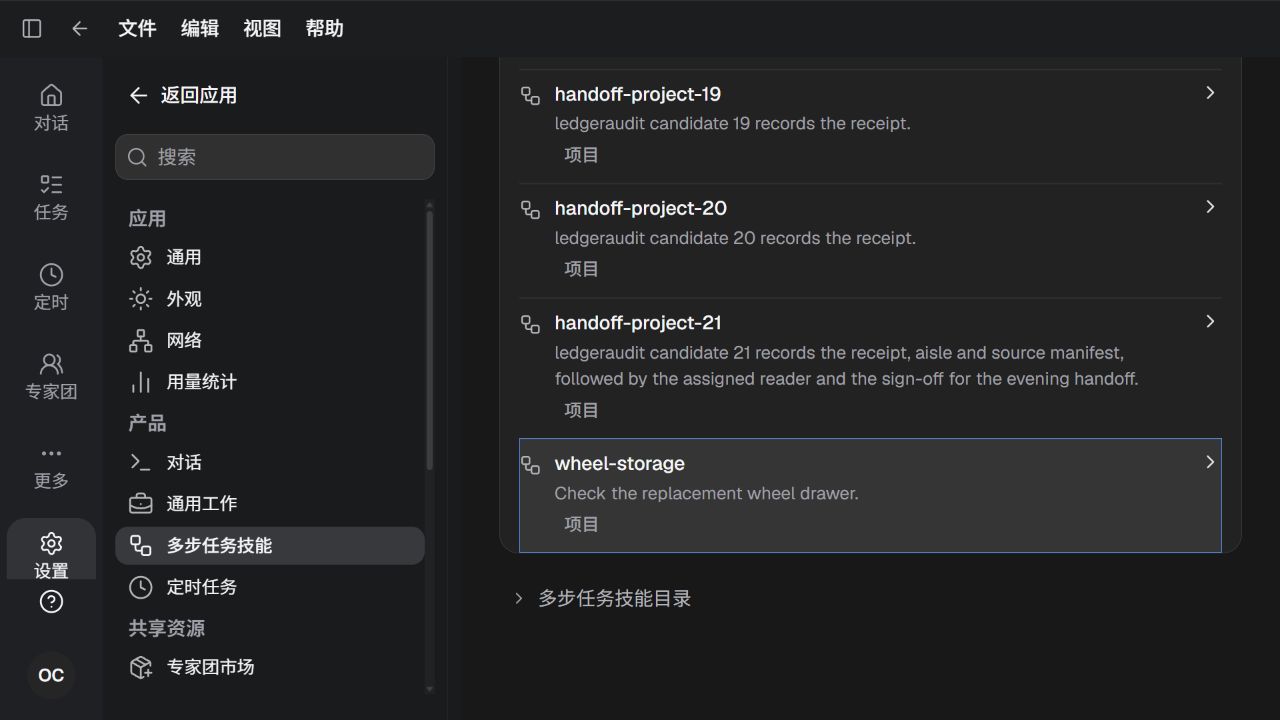 文件 编辑 视图 帮助
对话
任务
定时
专家团
更多
设置
OC
返回应用
搜索
应用
通用
外观
网络
用量统计
产品
对话
通用工作
多步任务技能
定时任务
共享资源
专家团市场
handoff-project-19
ledgeraudit candidate 19 records the receipt.
项目
handoff-project-20
ledgeraudit candidate 20 records the receipt.
项目
handoff-project-21
ledgeraudit candidate 21 records the receipt, aisle and source manifest,
followed by the assigned reader and the sign-off for the evening handoff.
项目
wheel-storage
Check the replacement wheel drawer.
项目
多步任务技能目录